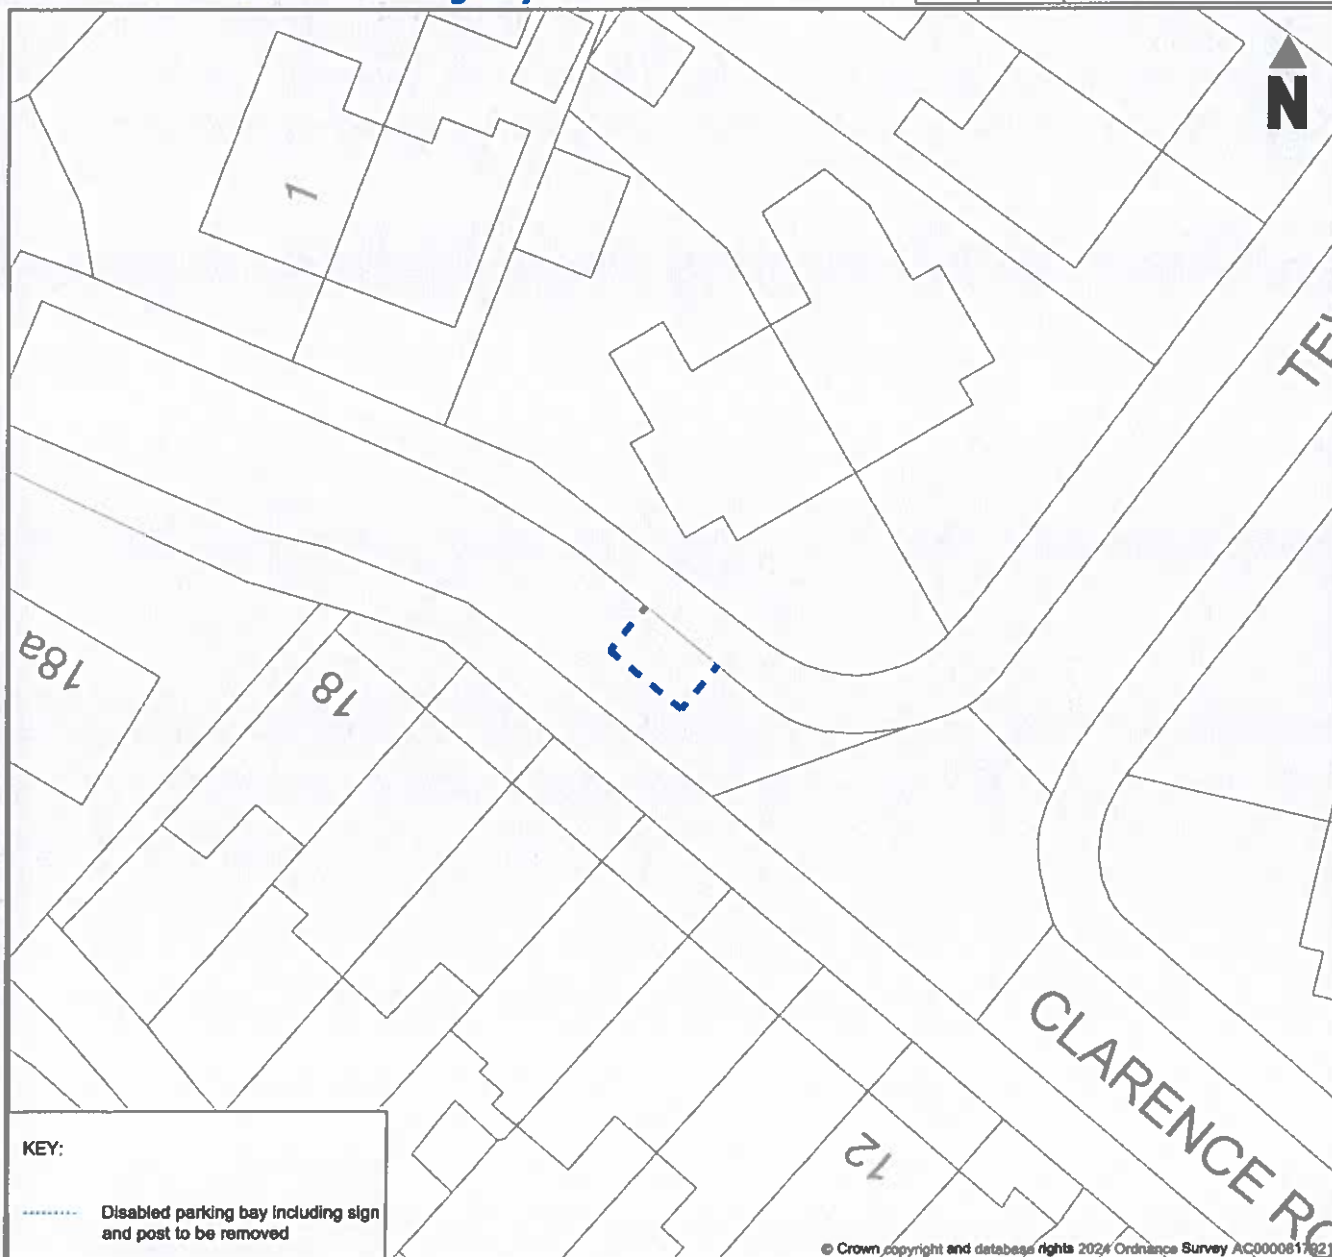 N
1
18a
18
CLARENCE
12
KEY:
Disabled parking bay including sign
and post to be removed
© Crown copyright and database rights 2024 Ordnance Survey